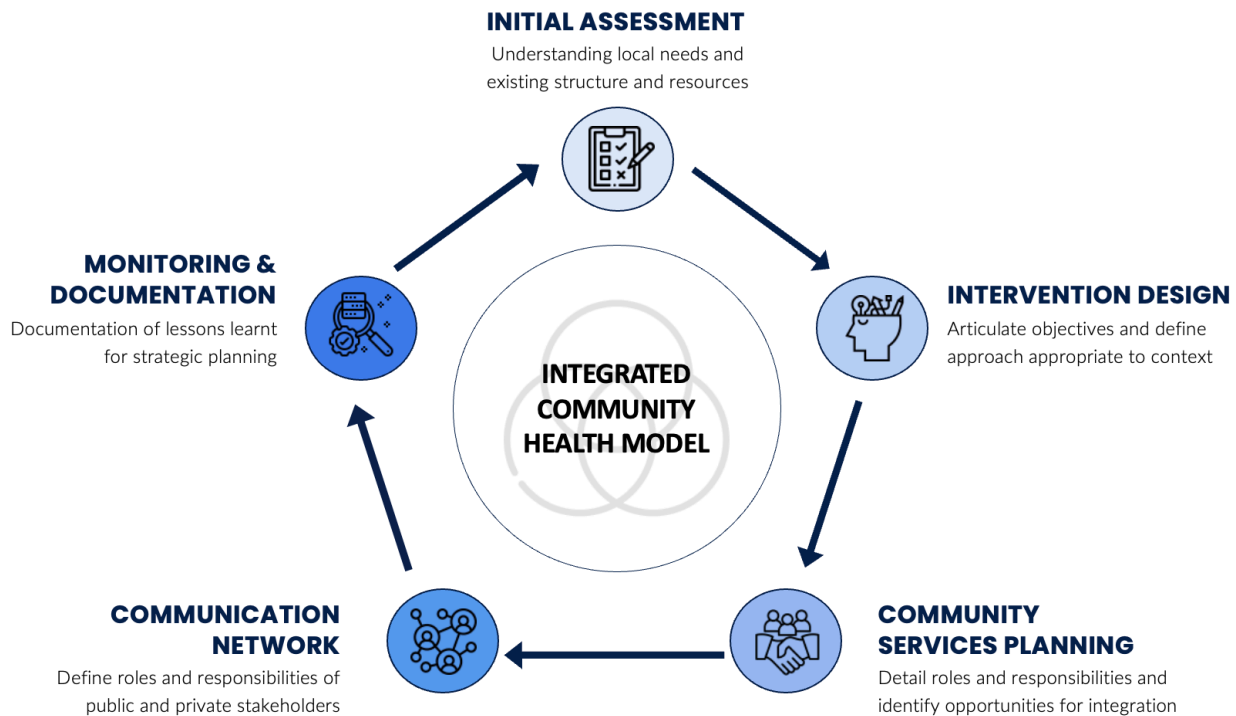 INITIAL ASSESSMENT
Understanding local needs and
existing structure and resources
INTERVENTION DESIGN
Articulate objectives and define
approach appropriate to context
COMMUNITY
SERVICES PLANNING
Detail roles and responsibilities and
identify opportunities for integration
COMMUNICATION
NETWORK
Define roles and responsibilities of
public and private stakeholders
MONITORING &
DOCUMENTATION
Documentation of lessons learnt
for strategic planning
INTEGRATED
COMMUNITY
HEALTH MODEL